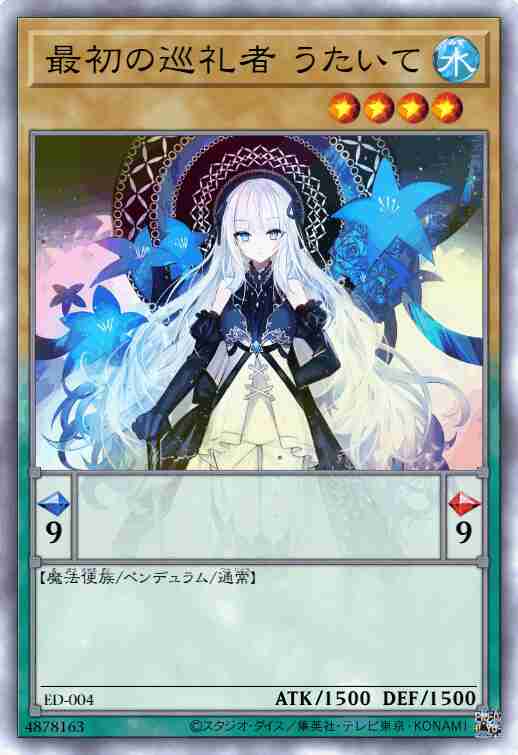 最初の巡礼者 うたいて
水
9
9
【魔法使族/ペンデュラム/通常】
ED-004
ATK/1500 DEF/1500
4878163
©スタジオ・ダイス／集英社・テレビ東京・KONAMI